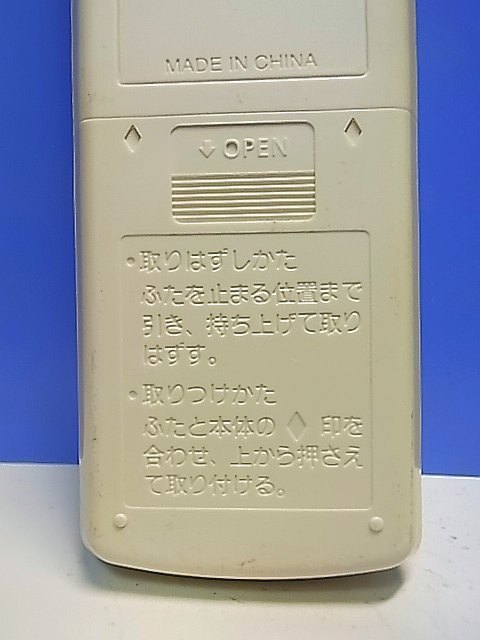 MADE IN CHINA
↓ OPEN
•取りはずしかた
ふたを止まる位置まで
引き、持ち上げて取り
はずす。
•取りつけかた
ふたと本体の ◇ 印を
合わせ、上から押さえ
て取り付ける。